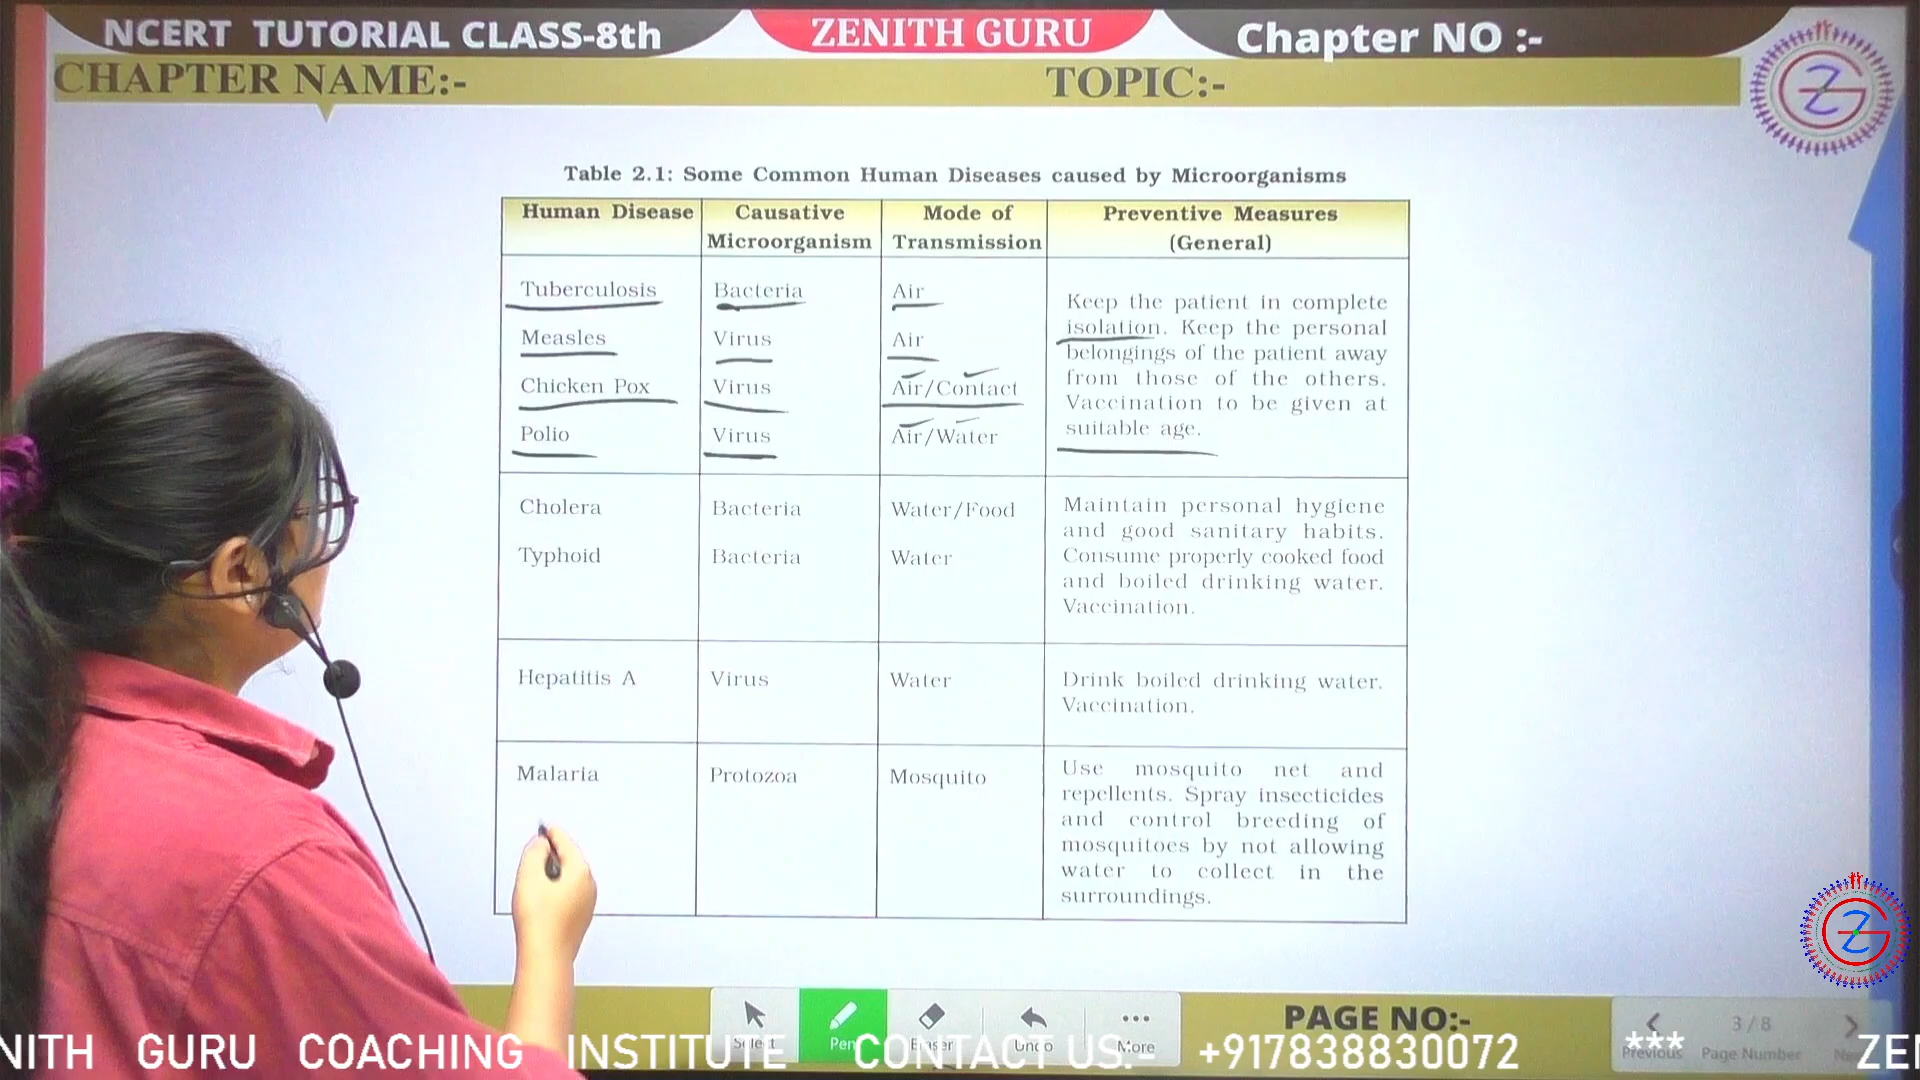 NCERT TUTORIAL CLASS-8th
ZENITH GURU
Chapter NO :-
CHAPTER NAME:-
TOPIC:-
Table 2.1: Some Common Human Diseases caused by Microorganisms
Human Disease
Causative
Microorganism
Mode of
Transmission
Preventive Measures
(General)
Tuberculosis
Bacteria
Air
Measles
Virus
Air
Chicken Pox
Virus
Air/Contact
Polio
Virus
Air/Water
Keep the patient in complete
isolation. Keep the personal
belongings of the patient away
from those of the others.
Vaccination to be given at
suitable age.
Cholera
Bacteria
Water/Food
Typhoid
Bacteria
Water
Maintain personal hygiene
and good sanitary habits.
Consume properly cooked food
and boiled drinking water.
Vaccination.
Hepatitis A
Virus
Water
Drink boiled drinking water.
Vaccination.
Malaria
Protozoa
Mosquito
Use mosquito net and
repellents. Spray insecticides
and control breeding of
mosquitoes by not allowing
water to collect in the
surroundings.
PAGE NO:-
Select
Pen
Eraser
Undo
More
3 / 8
Previous
Page Number
NITH GURU COACHING INSTITUTE CONTACT US.- +917838830072 *** ZEN